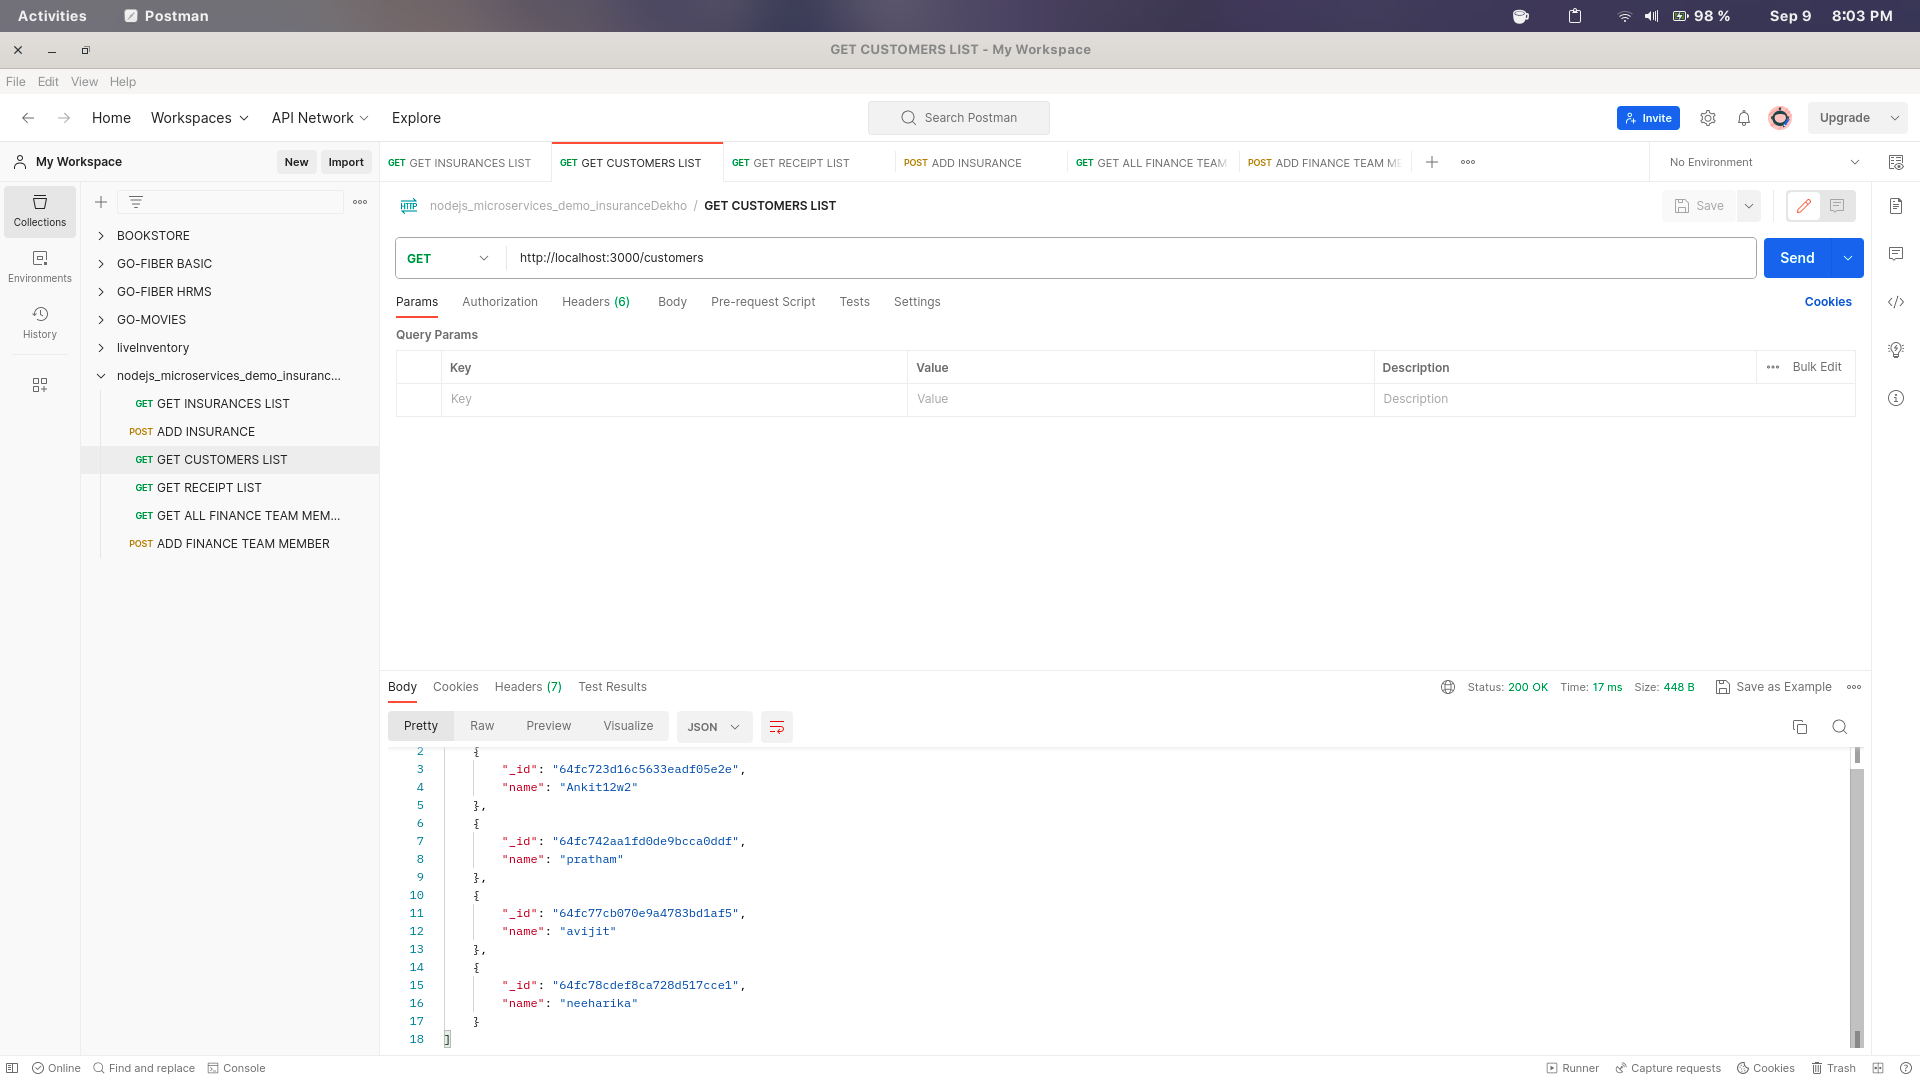 Activities Postman 98 % Sep 9 8:03 PM
GET CUSTOMERS LIST - My Workspace
File Edit View Help
Home Workspaces API Network Explore Search Postman Invite Upgrade
My Workspace New Import
GET GET INSURANCES LIST GET GET CUSTOMERS LIST GET GET RECEIPT LIST POST ADD INSURANCE GET GET ALL FINANCE TEAM POST ADD FINANCE TEAM ME No Environment
Collections
Environments
History
BOOKSTORE
GO-FIBER BASIC
GO-FIBER HRMS
GO-MOVIES
liveInventory
nodejs_microservices_demo_insuranc...
GET GET INSURANCES LIST
POST ADD INSURANCE
GET GET CUSTOMERS LIST
GET GET RECEIPT LIST
GET GET ALL FINANCE TEAM MEM...
POST ADD FINANCE TEAM MEMBER
HTTP nodejs_microservices_demo_insuranceDekho / GET CUSTOMERS LIST Save
GET http://localhost:3000/customers Send
Params Authorization Headers (6) Body Pre-request Script Tests Settings Cookies
Query Params
Key Value Description Bulk Edit
Key Value Description
Body Cookies Headers (7) Test Results Status: 200 OK Time: 17 ms Size: 448 B Save as Example
Pretty Raw Preview Visualize JSON
2 {
3 "_id": "64fc723d16c5633eadf05e2e",
4 "name": "Ankit12w2"
5 },
6 {
7 "_id": "64fc742aa1fd0de9bcca0ddf",
8 "name": "pratham"
9 },
10 {
11 "_id": "64fc77cb070e9a4783bd1af5",
12 "name": "avijit"
13 },
14 {
15 "_id": "64fc78cdef8ca728d517cce1",
16 "name": "neeharika"
17 }
18 ]
Online Find and replace Console Runner Capture requests Cookies Trash